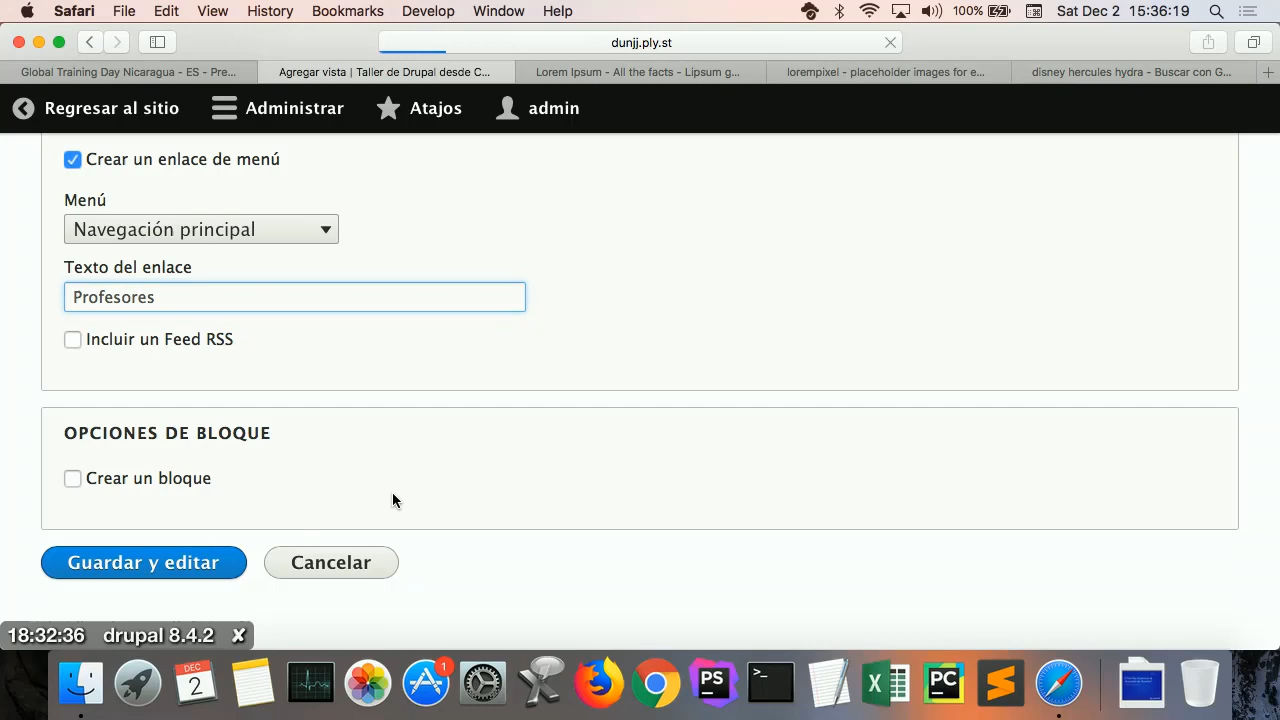 Safari File Edit View History Bookmarks Develop Window Help 100% Sat Dec 2 15:36:19
dunjj.ply.st
Global Training Day Nicaragua - ES - Pre... Agregar vista | Taller de Drupal desde C... Lorem Ipsum - All the facts - Lipsum g... lorempixel - placeholder images for e... disney hercules hydra - Buscar con G...
Regresar al sitio Administrar Atajos admin
Crear un enlace de menú
Menú
Navegación principal
Texto del enlace
Profesores
Incluir un Feed RSS
OPCIONES DE BLOQUE
Crear un bloque
Guardar y editar Cancelar
18:32:36 drupal 8.4.2 ✘
DEC
2
1
PS
PC